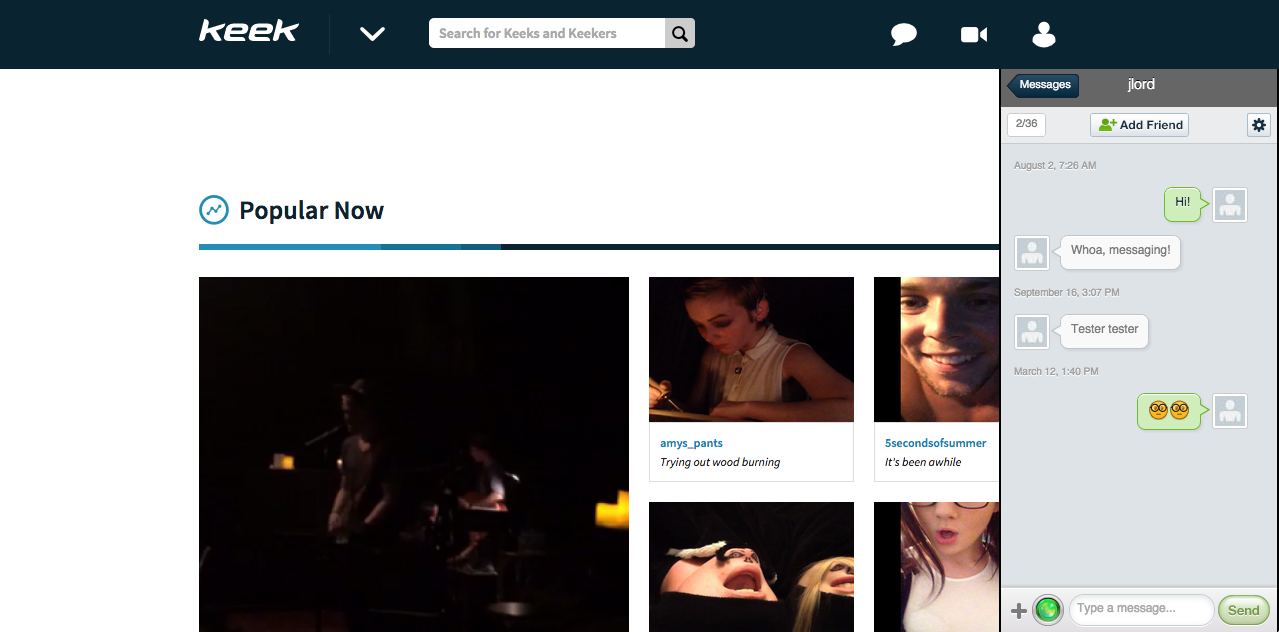 keek
Search for Keeks and Keekers
Messages
jlord
2/36
Add Friend
August 2, 7:26 AM
Hi!
Whoa, messaging!
September 16, 3:07 PM
Tester tester
March 12, 1:40 PM
Type a message...
Send
Popular Now
amys_pants
Trying out wood burning
5secondsofsummer
It's been awhile